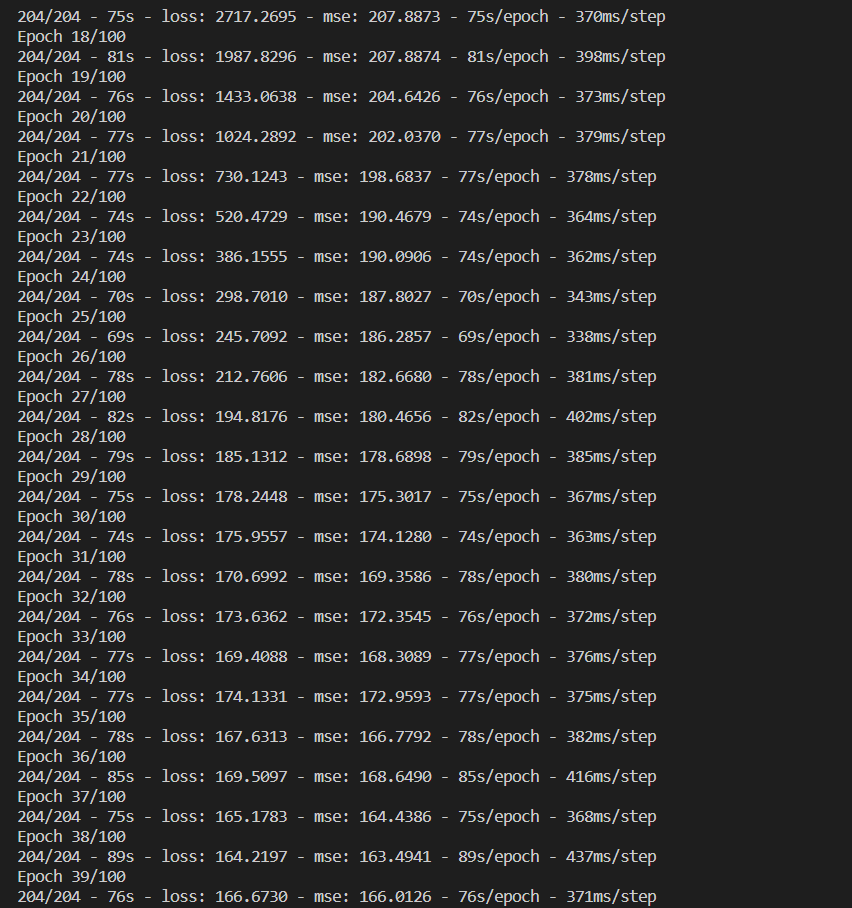 204/204 - 75s - loss: 2717.2695 - mse: 207.8873 - 75s/epoch - 370ms/step
Epoch 18/100
204/204 - 81s - loss: 1987.8296 - mse: 207.8874 - 81s/epoch - 398ms/step
Epoch 19/100
204/204 - 76s - loss: 1433.0638 - mse: 204.6426 - 76s/epoch - 373ms/step
Epoch 20/100
204/204 - 77s - loss: 1024.2892 - mse: 202.0370 - 77s/epoch - 379ms/step
Epoch 21/100
204/204 - 77s - loss: 730.1243 - mse: 198.6837 - 77s/epoch - 378ms/step
Epoch 22/100
204/204 - 74s - loss: 520.4729 - mse: 190.4679 - 74s/epoch - 364ms/step
Epoch 23/100
204/204 - 74s - loss: 386.1555 - mse: 190.0906 - 74s/epoch - 362ms/step
Epoch 24/100
204/204 - 70s - loss: 298.7010 - mse: 187.8027 - 70s/epoch - 343ms/step
Epoch 25/100
204/204 - 69s - loss: 245.7092 - mse: 186.2857 - 69s/epoch - 338ms/step
Epoch 26/100
204/204 - 78s - loss: 212.7606 - mse: 182.6680 - 78s/epoch - 381ms/step
Epoch 27/100
204/204 - 82s - loss: 194.8176 - mse: 180.4656 - 82s/epoch - 402ms/step
Epoch 28/100
204/204 - 79s - loss: 185.1312 - mse: 178.6898 - 79s/epoch - 385ms/step
Epoch 29/100
204/204 - 75s - loss: 178.2448 - mse: 175.3017 - 75s/epoch - 367ms/step
Epoch 30/100
204/204 - 74s - loss: 175.9557 - mse: 174.1280 - 74s/epoch - 363ms/step
Epoch 31/100
204/204 - 78s - loss: 170.6992 - mse: 169.3586 - 78s/epoch - 380ms/step
Epoch 32/100
204/204 - 76s - loss: 173.6362 - mse: 172.3545 - 76s/epoch - 372ms/step
Epoch 33/100
204/204 - 77s - loss: 169.4088 - mse: 168.3089 - 77s/epoch - 376ms/step
Epoch 34/100
204/204 - 77s - loss: 174.1331 - mse: 172.9593 - 77s/epoch - 375ms/step
Epoch 35/100
204/204 - 78s - loss: 167.6313 - mse: 166.7792 - 78s/epoch - 382ms/step
Epoch 36/100
204/204 - 85s - loss: 169.5097 - mse: 168.6490 - 85s/epoch - 416ms/step
Epoch 37/100
204/204 - 75s - loss: 165.1783 - mse: 164.4386 - 75s/epoch - 368ms/step
Epoch 38/100
204/204 - 89s - loss: 164.2197 - mse: 163.4941 - 89s/epoch - 437ms/step
Epoch 39/100
204/204 - 76s - loss: 166.6730 - mse: 166.0126 - 76s/epoch - 371ms/step